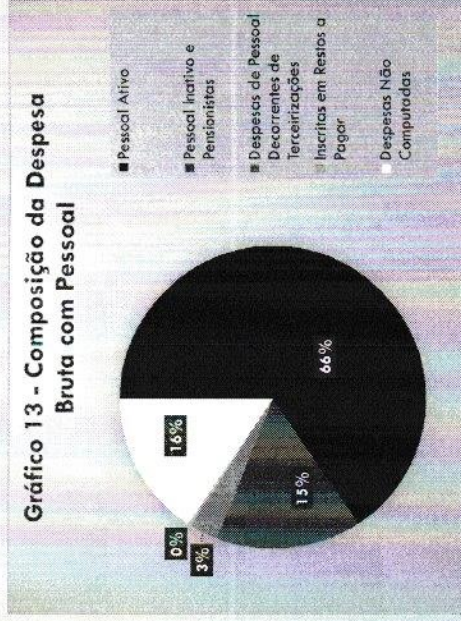 Gráfico 13 - Composição da Despesa
Bruta com Pessoal
16%
0%
3%
15%
66%
Pessoal Ativo
Pessoal Inativo e
Pensionistas
Despesas de Pessoal
Decorrentes de
Terceirizações
Inscritas em Restos a
Pagar
Despesas Não
Computadas